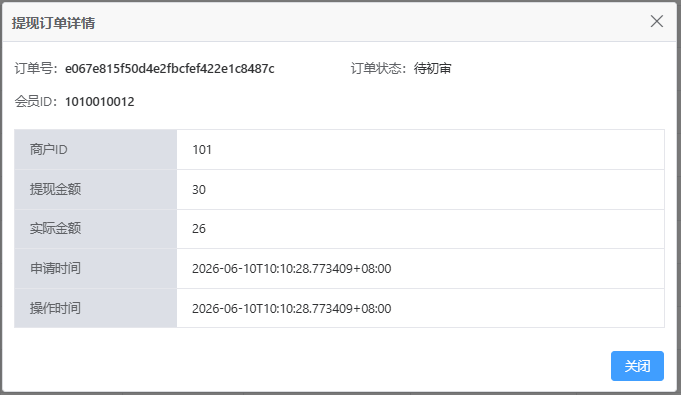 提现订单详情
订单号：e067e815f50d4e2fbcfef422e1c8487c 订单状态：待初审
会员ID：1010010012
商户ID 101
提现金额 30
实际金额 26
申请时间 2026-06-10T10:10:28.773409+08:00
操作时间 2026-06-10T10:10:28.773409+08:00
关闭